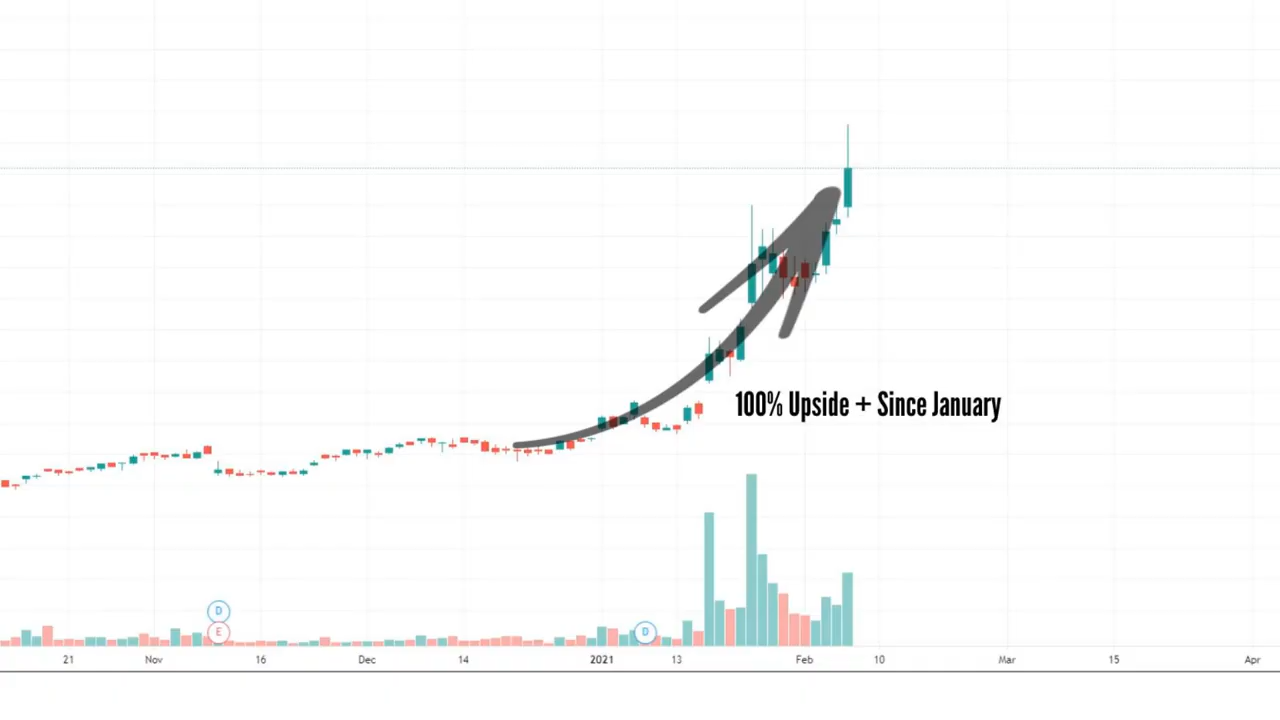 100% Upside + Since January
D
E
D
21 Nov 16 Dec 14 2021 13 Feb 10 Mar 15 Apr